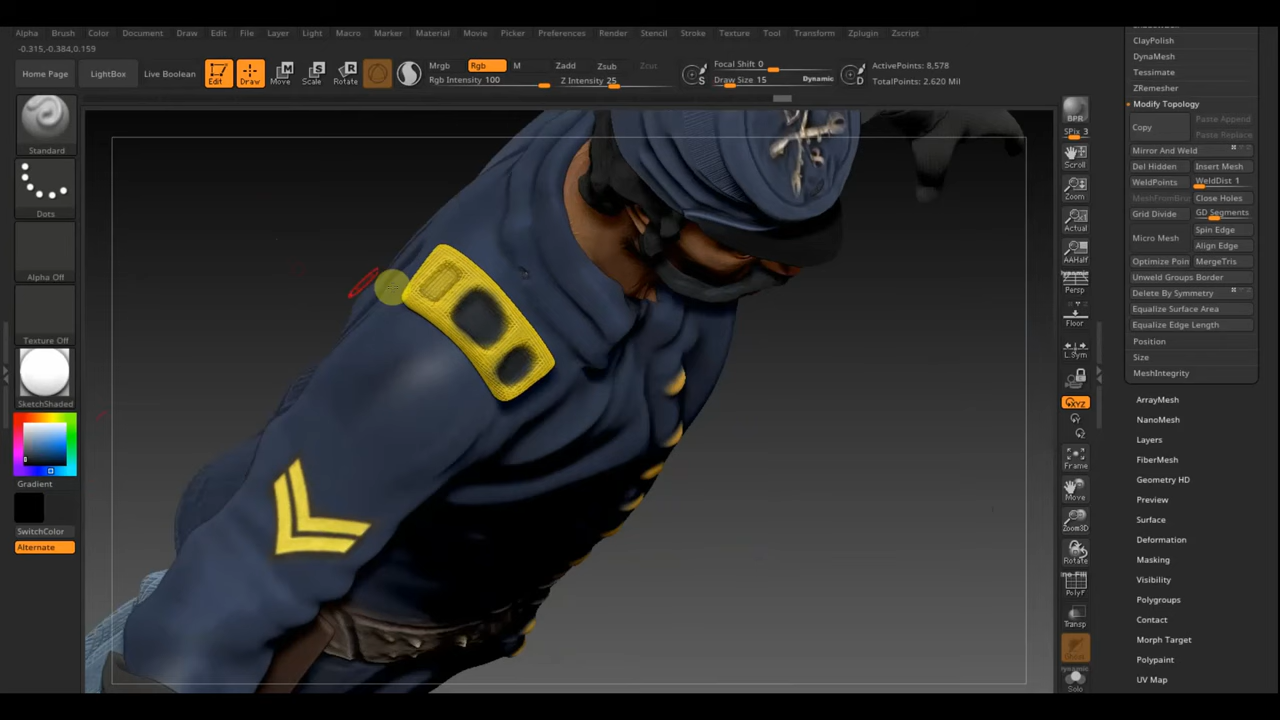 Alpha Brush Color Document Draw Edit File Layer Light Macro Marker Material Movie Picker Preferences Render Stencil Stroke Texture Tool Transform Zplugin Zscript
-0.315,-0.384,0.159
Home Page
LightBox
Live Boolean
Edit
Draw
Move
Scale
Rotate
Mrgb
Rgb
M
Rgb Intensity 100
Zadd
Zsub
Zcut
Z Intensity 25
Focal Shift 0
Draw Size 15
Dynamic
ActivePoints: 8,578
TotalPoints: 2.620 Mil
Standard
Dots
Alpha Off
Texture Off
SketchShaded
Gradient
SwitchColor
Alternate
BPR
SPix 3
Scroll
Zoom
Actual
AAHalf
Persp
Floor
L.Sym
XYZ
Frame
Move
Zoom3D
Rotate
PolyF
Transp
Solo
ClayPolish
DynaMesh
Tessimate
ZRemesher
Modify Topology
Copy
Paste Append
Paste Replace
Mirror And Weld
Del Hidden
Insert Mesh
WeldPoints
WeldDist 1
Close Holes
Grid Divide
GD Segments
Micro Mesh
Spin Edge
Align Edge
Optimize Poin
MergeTris
Unweld Groups Border
Delete By Symmetry
Equalize Surface Area
Equalize Edge Length
Position
Size
MeshIntegrity
ArrayMesh
NanoMesh
Layers
FiberMesh
Geometry HD
Preview
Surface
Deformation
Masking
Visibility
Polygroups
Contact
Morph Target
Polypaint
UV Map